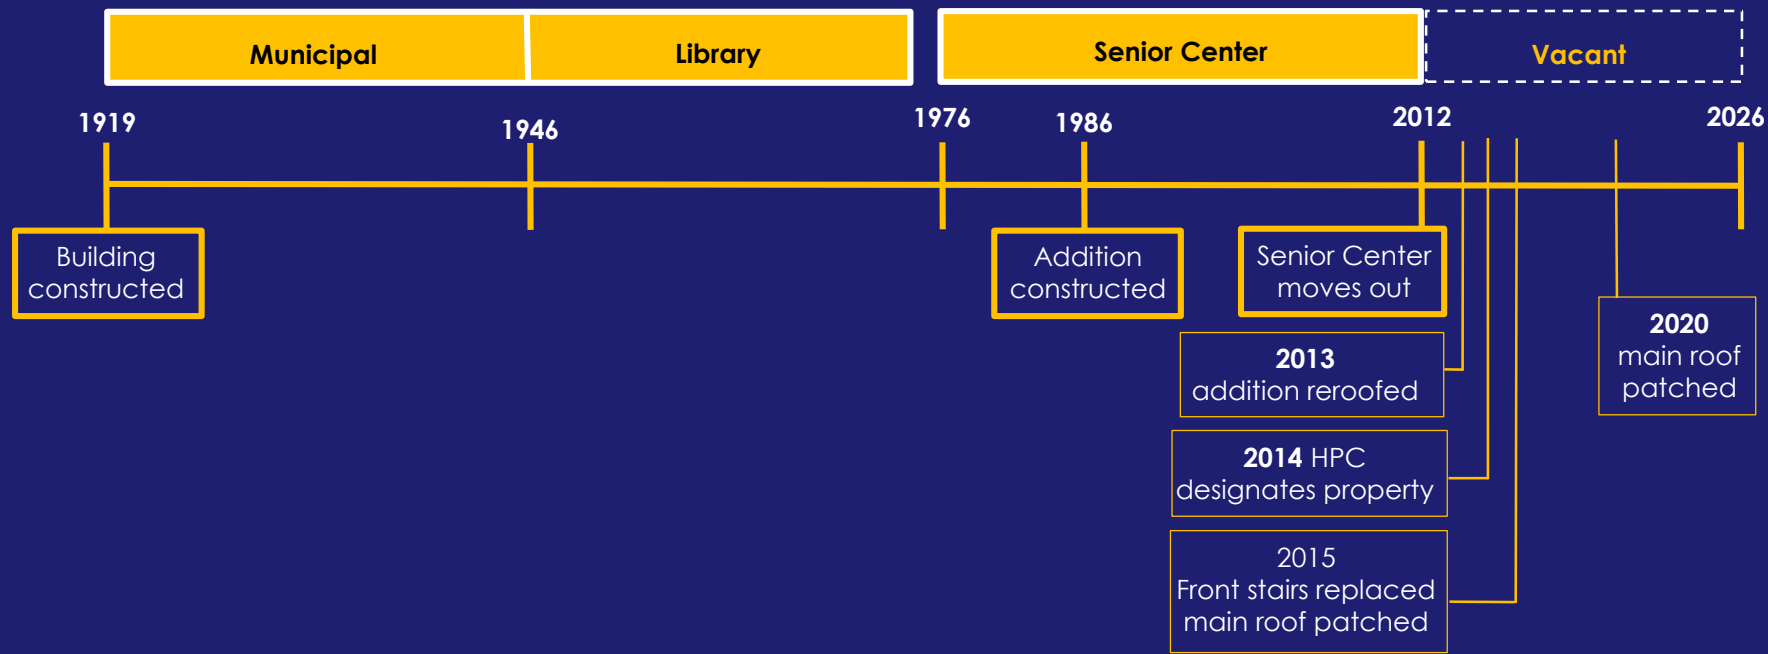 Municipal
Library
Senior Center
Vacant
1919
1946
1976
1986
2012
2026
Building
constructed
Addition
constructed
Senior Center
moves out
2013
addition reroofed
2014 HPC
designates property
2015
Front stairs replaced
main roof patched
2020
main roof
patched